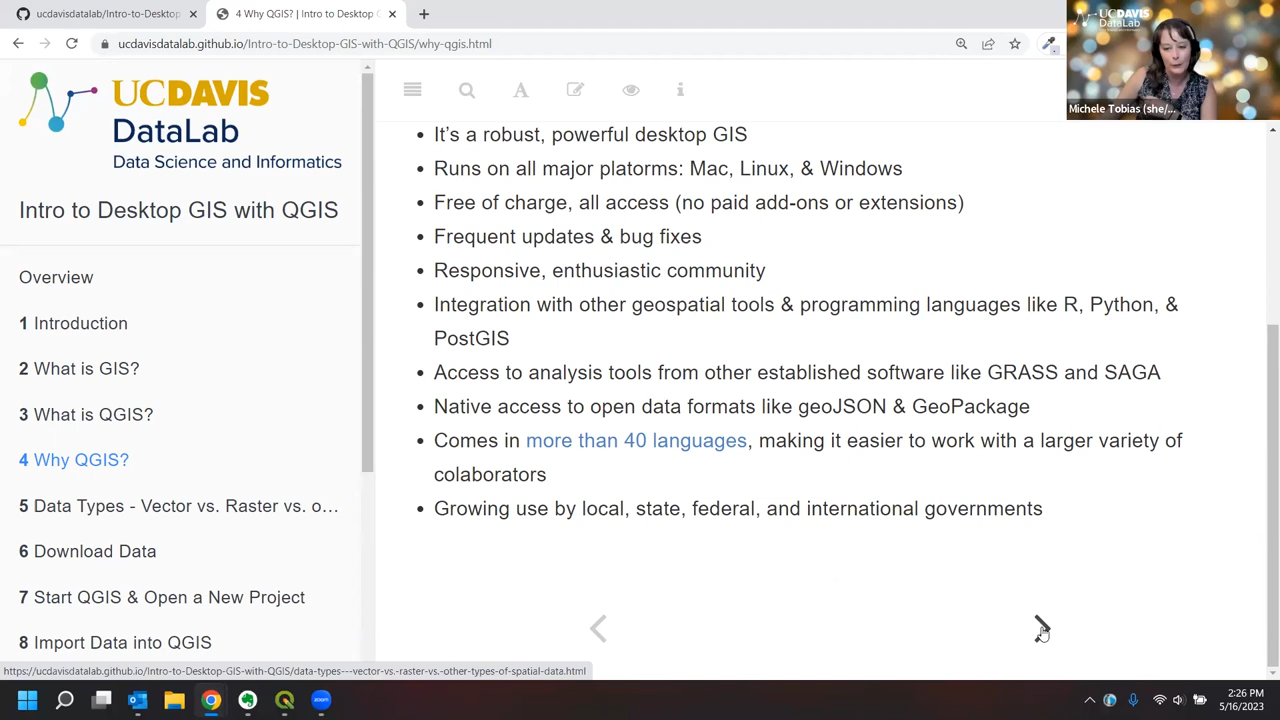 ucdavisdatalab/Intro-to-Desktop
4 Why QGIS? | Intro to Desktop G
ucdavisdatalab.github.io/Intro-to-Desktop-GIS-with-QGIS/why-qgis.html
UCDAVIS
DataLab
Michele Tobias (she/...
UCDAVIS
DataLab
Data Science and Informatics
Intro to Desktop GIS with QGIS
Overview
1 Introduction
2 What is GIS?
3 What is QGIS?
4 Why QGIS?
5 Data Types - Vector vs. Raster vs. o...
6 Download Data
7 Start QGIS & Open a New Project
8 Import Data into QGIS
• It's a robust, powerful desktop GIS
• Runs on all major platorms: Mac, Linux, & Windows
• Free of charge, all access (no paid add-ons or extensions)
• Frequent updates & bug fixes
• Responsive, enthusiastic community
• Integration with other geospatial tools & programming languages like R, Python, &
PostGIS
• Access to analysis tools from other established software like GRASS and SAGA
• Native access to open data formats like geoJSON & GeoPackage
• Comes in more than 40 languages, making it easier to work with a larger variety of
colaborators
• Growing use by local, state, federal, and international governments
https://ucdavisdatalab.github.io/Intro-to-Desktop-GIS-with-QGIS/data-types---vector-vs.-raster-vs.-other-types-of-spatial-data.html
zoom
2:26 PM
5/16/2023